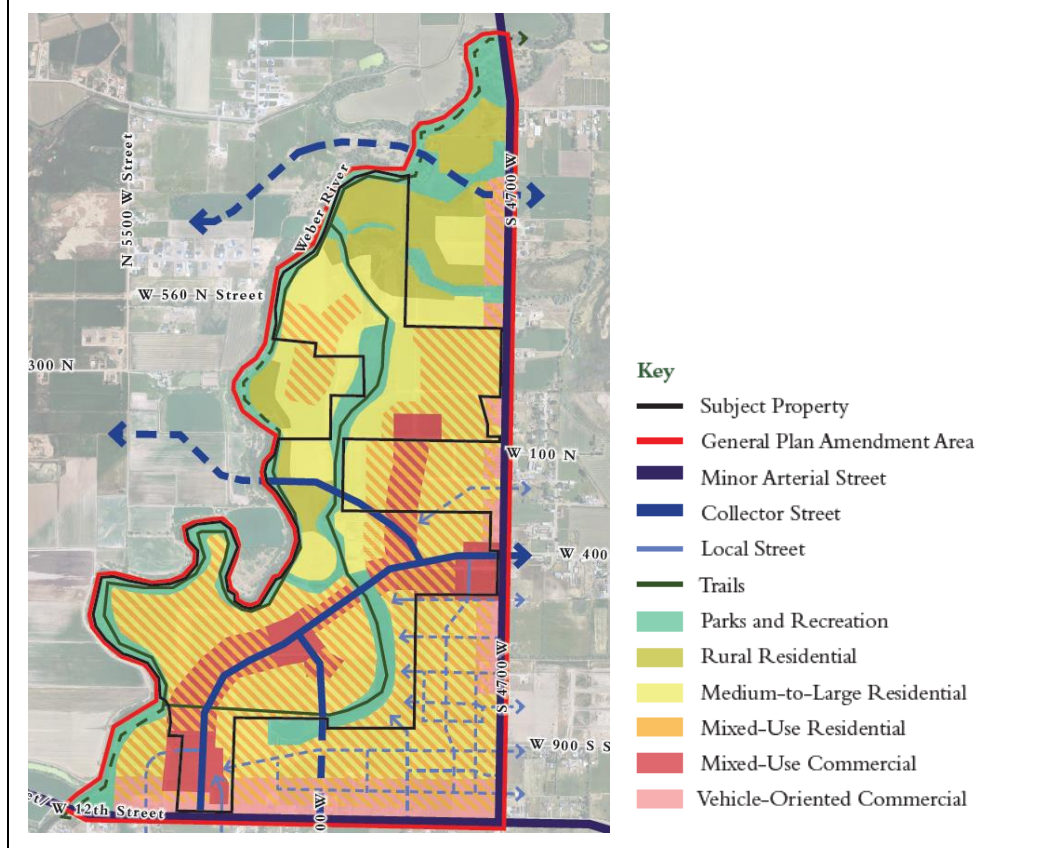 N 5500 W Street
Weber River
S 4700 W
W 560 N Street
300 N
W 100 N
W 400
S 4700 W
W 900 S S
W 12th Street
00 W
Key
Subject Property
General Plan Amendment Area
Minor Arterial Street
Collector Street
Local Street
Trails
Parks and Recreation
Rural Residential
Medium-to-Large Residential
Mixed-Use Residential
Mixed-Use Commercial
Vehicle-Oriented Commercial